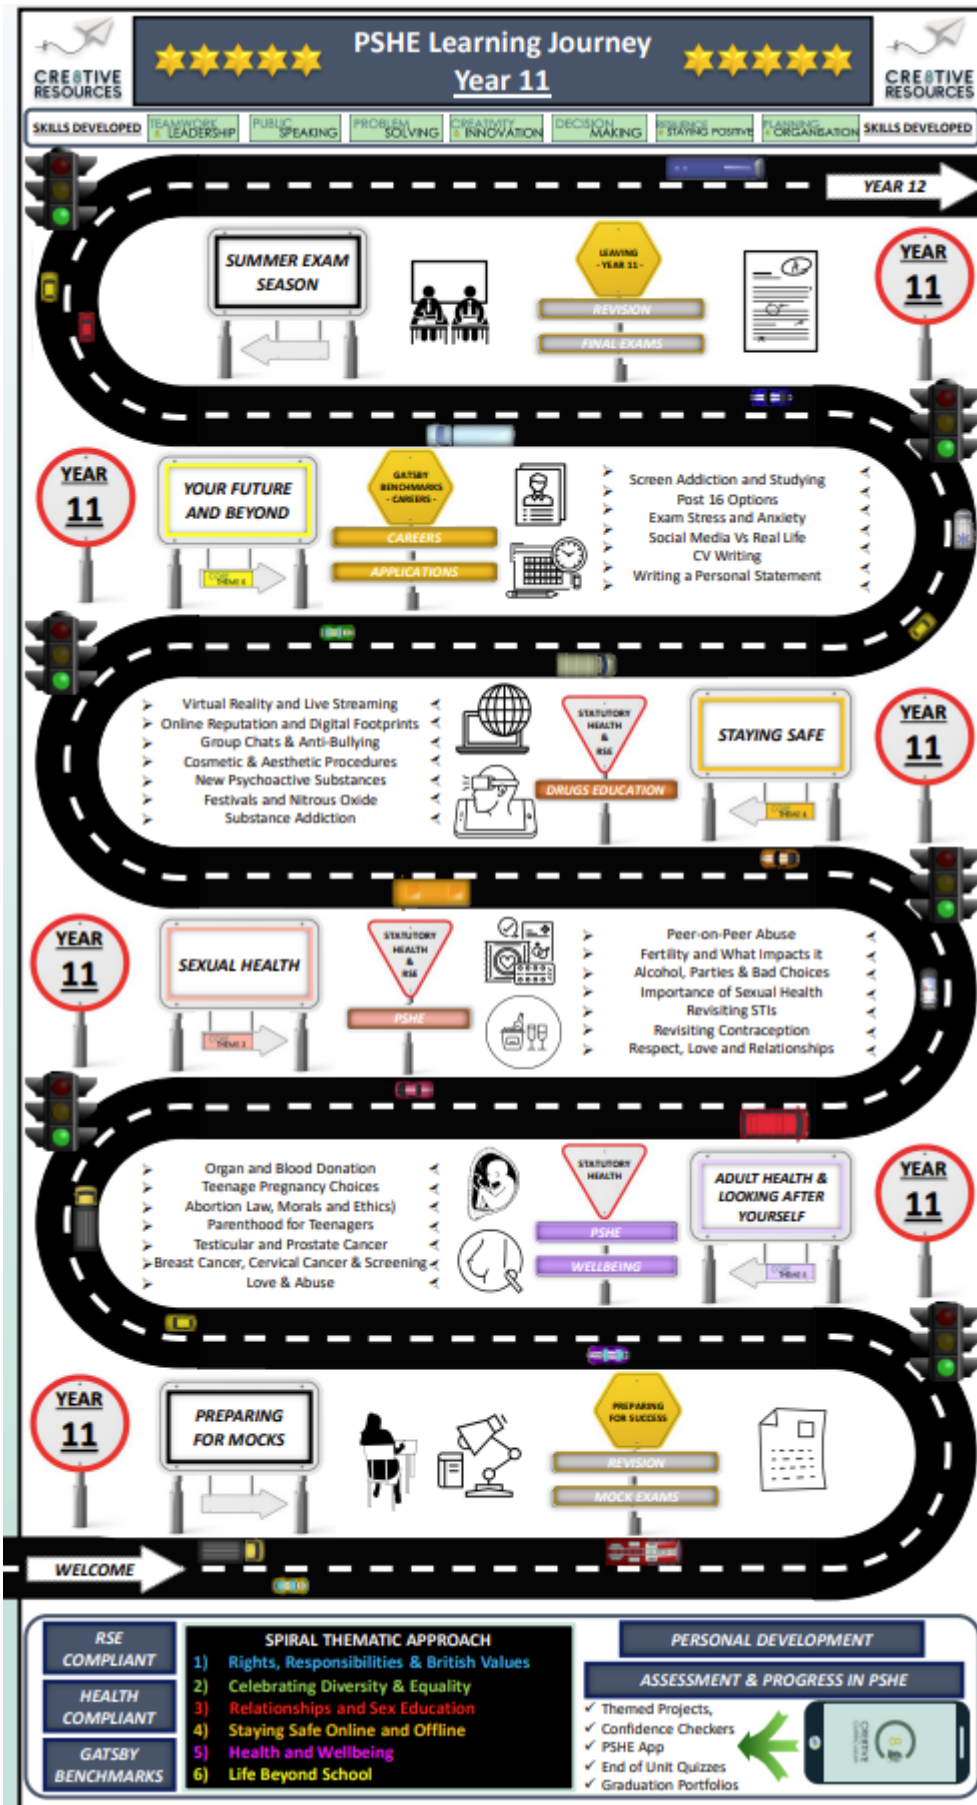 PSHE Learning Journey
Year 11
CRE8TIVE
RESOURCES
CRE8TIVE
RESOURCES
SKILLS DEVELOPED
TEAMWORK
& LEADERSHIP
PUBLIC
SPEAKING
PROBLEM
SOLVING
CREATIVITY
& INNOVATION
DECISION
MAKING
RESILIENCE
& STAYING POSITIVE
PLANNING
& ORGANISATION
SKILLS DEVELOPED
YEAR 12
SUMMER EXAM
SEASON
LEAVING
- YEAR 11 -
REVISION
FINAL EXAMS
YEAR
11
YEAR
11
YOUR FUTURE
AND BEYOND
THEME 6
GATSBY
BENCHMARKS
- CAREERS -
CAREERS
APPLICATIONS
Screen Addiction and Studying
Post 16 Options
Exam Stress and Anxiety
Social Media Vs Real Life
CV Writing
Writing a Personal Statement
Virtual Reality and Live Streaming
Online Reputation and Digital Footprints
Group Chats & Anti-Bullying
Cosmetic & Aesthetic Procedures
New Psychoactive Substances
Festivals and Nitrous Oxide
Substance Addiction
STATUTORY
HEALTH
&
RSE
DRUGS EDUCATION
STAYING SAFE
THEME 4
YEAR
11
YEAR
11
SEXUAL HEALTH
THEME 3
STATUTORY
HEALTH
&
RSE
PSHE
Peer-on-Peer Abuse
Fertility and What Impacts it
Alcohol, Parties & Bad Choices
Importance of Sexual Health
Revisiting STIs
Revisiting Contraception
Respect, Love and Relationships
Organ and Blood Donation
Teenage Pregnancy Choices
Abortion Law, Morals and Ethics)
Parenthood for Teenagers
Testicular and Prostate Cancer
Breast Cancer, Cervical Cancer & Screening
Love & Abuse
STATUTORY
HEALTH
PSHE
WELLBEING
ADULT HEALTH &
LOOKING AFTER
YOURSELF
THEME 5
YEAR
11
YEAR
11
PREPARING
FOR MOCKS
PREPARING
FOR SUCCESS
REVISION
MOCK EXAMS
WELCOME
RSE
COMPLIANT
HEALTH
COMPLIANT
GATSBY
BENCHMARKS
SPIRAL THEMATIC APPROACH
1) Rights, Responsibilities & British Values
2) Celebrating Diversity & Equality
3) Relationships and Sex Education
4) Staying Safe Online and Offline
5) Health and Wellbeing
6) Life Beyond School
PERSONAL DEVELOPMENT
ASSESSMENT & PROGRESS IN PSHE
✓ Themed Projects,
✓ Confidence Checkers
✓ PSHE App
✓ End of Unit Quizzes
✓ Graduation Portfolios
CRE8TIVE